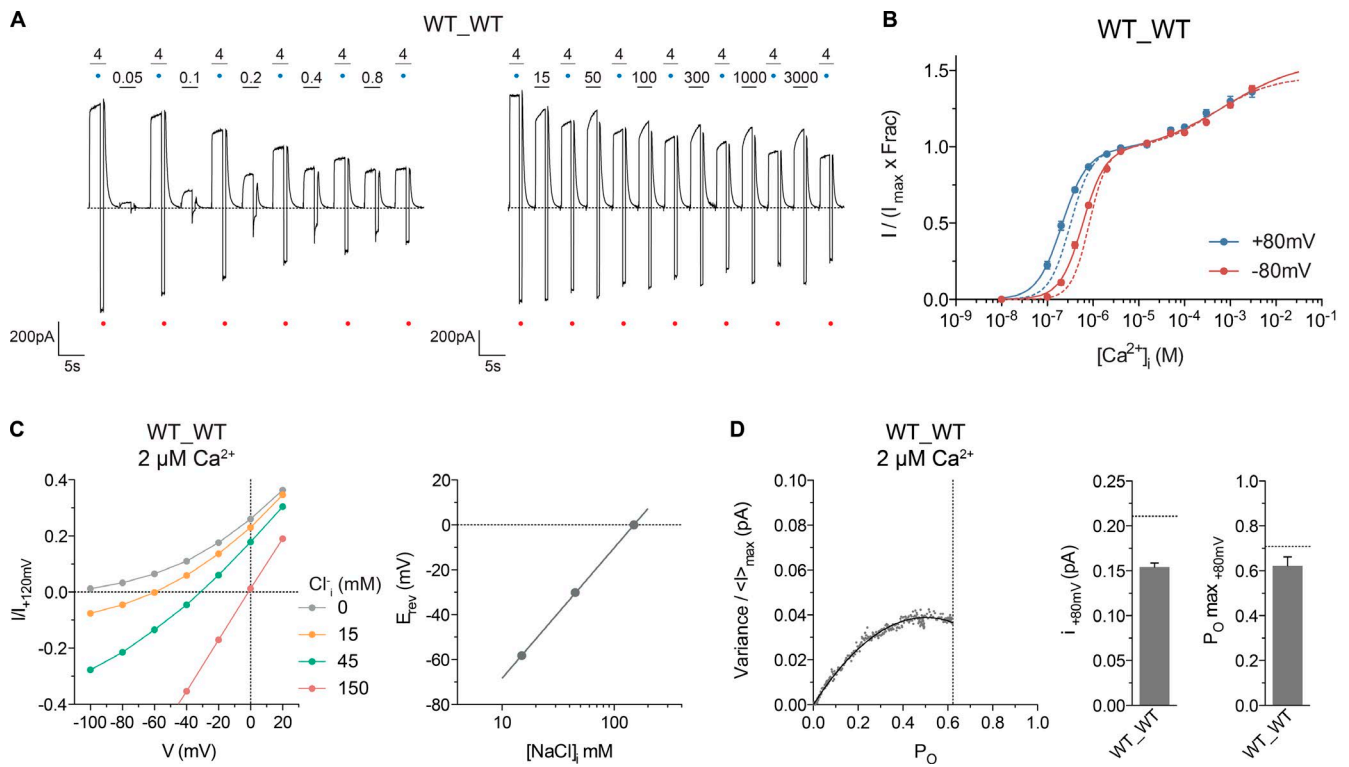 A
WT_WT
4 4 4 4 4 4
0.05 0.1 0.2 0.4 0.8
4 4 4 4 4 4 4
15 50 100 300 1000 3000
200pA
5s
200pA
5s
B
WT_WT
I / (Imax x Frac)
1.5
1.0
0.5
0.0
+80mV
-80mV
10-9 10-8 10-7 10-6 10-5 10-4 10-3 10-2 10-1
[Ca2+]i (M)
C
WT_WT
2 µM Ca2+
I/I+120mV
0.4
0.2
0.0
-0.2
-0.4
Cl-i (mM)
0
15
45
150
-100 -80 -60 -40 -20 0 20
V (mV)
Erev (mV)
20
0
-20
-40
-60
-80
10 100
[NaCl]i mM
D
WT_WT
2 µM Ca2+
Variance / <I>max (pA)
0.10
0.08
0.06
0.04
0.02
0.00
0.0 0.2 0.4 0.6 0.8 1.0
PO
i +80mV (pA)
0.25
0.20
0.15
0.10
0.05
0.00
WT_WT
PO max +80mV
1.0
0.8
0.6
0.4
0.2
0.0
WT_WT